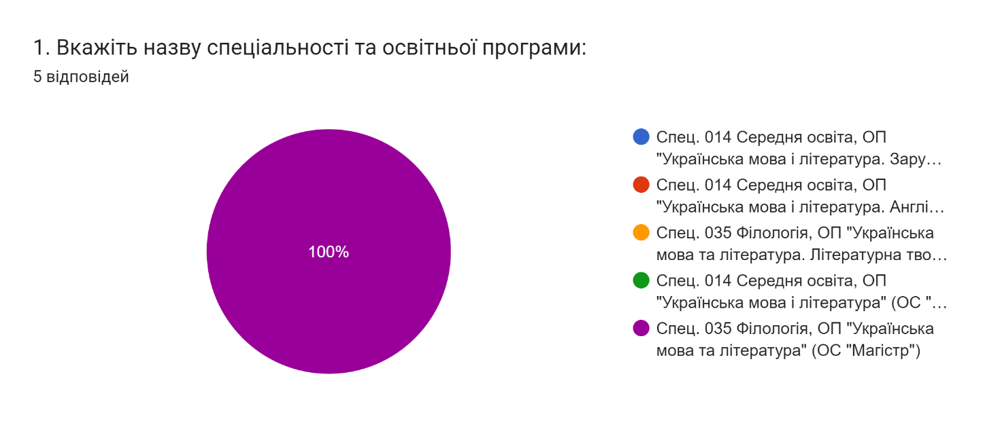 1. Вкажіть назву спеціальності та освітньої програми:
5 відповідей
100%
Спец. 014 Середня освіта, ОП
"Українська мова і література. Зару…
Спец. 014 Середня освіта, ОП
"Українська мова і література. Англі…
Спец. 035 Філологія, ОП "Українська
мова та література. Літературна тво…
Спец. 014 Середня освіта, ОП
"Українська мова і література" (ОС "…
Спец. 035 Філологія, ОП "Українська
мова та література" (ОС "Магістр")